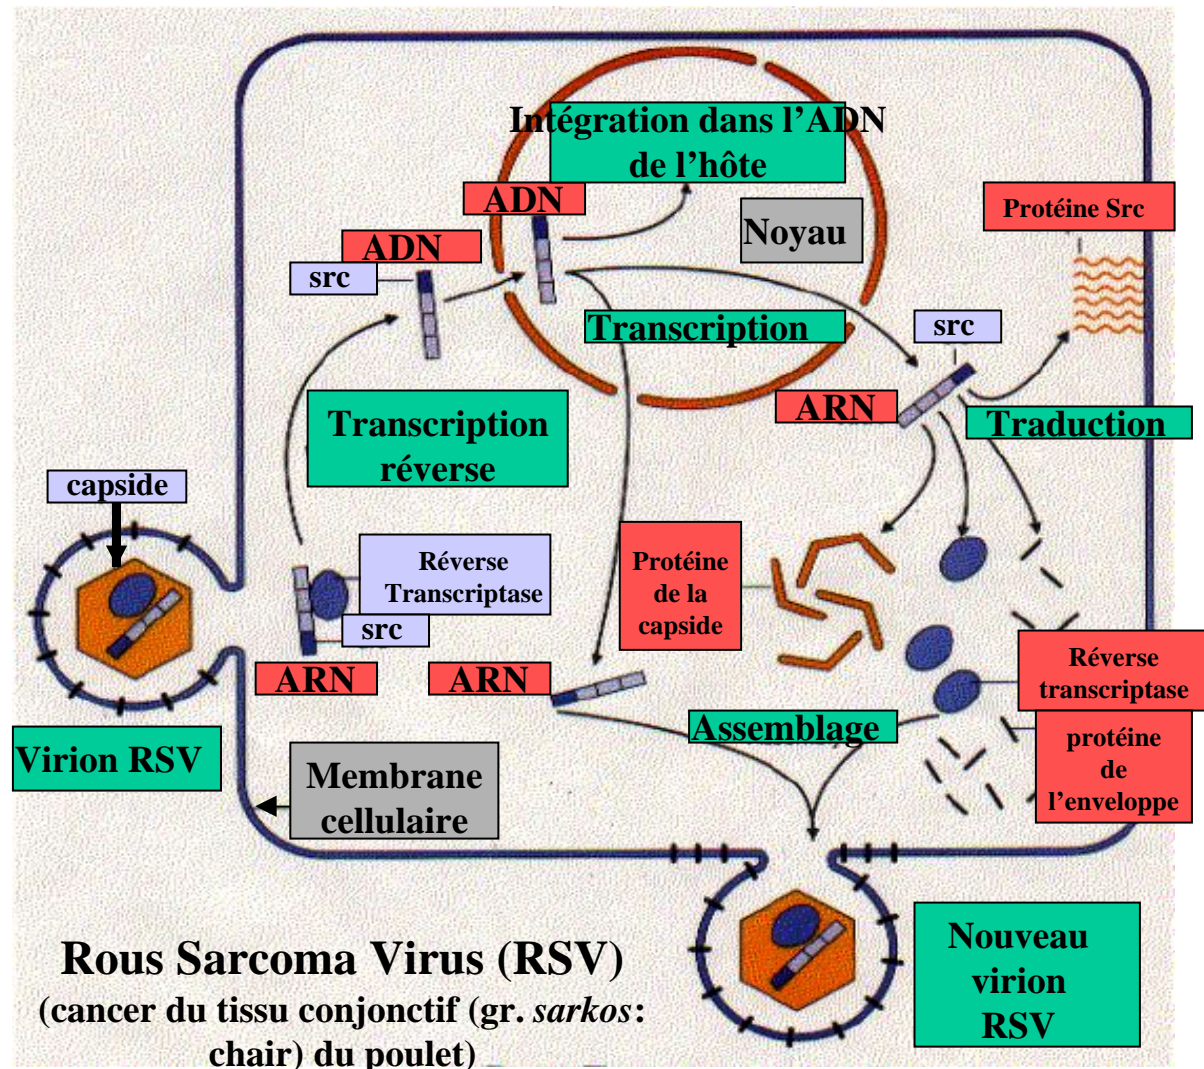 Intégration dans l’ADN
de l’hôte
ADN
Noyau
Protéine Src
ADN
src
Transcription
src
ARN
Traduction
Transcription
réverse
capside
Réverse
Transcriptase
src
ARN
ARN
Protéine
de la
capside
Réverse
transcriptase
Assemblage
protéine
de
l’enveloppe
Virion RSV
Membrane
cellulaire
Nouveau
virion
RSV
Rous Sarcoma Virus (RSV)
(cancer du tissu conjonctif (gr. sarkos:
chair) du poulet)